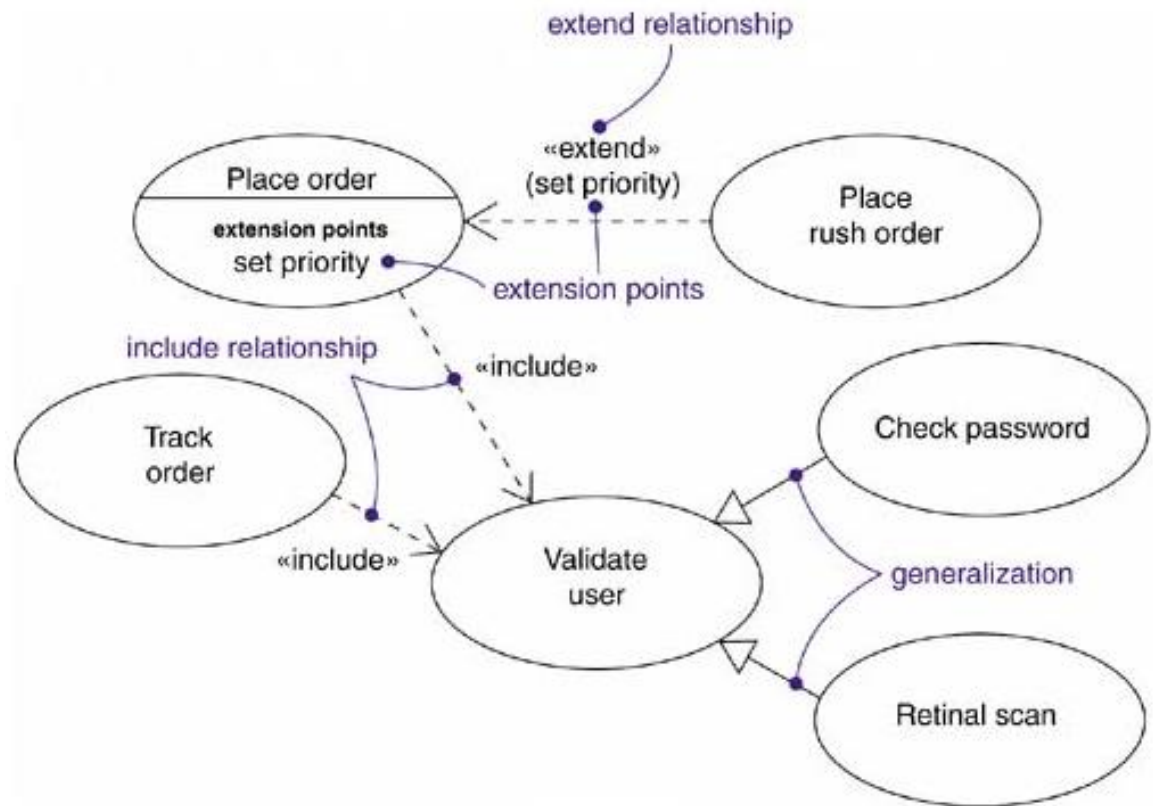 extend relationship
«extend»
(set priority)
Place order
extension points
set priority
Place
rush order
extension points
include relationship
«include»
Track
order
Check password
«include»
Validate
user
generalization
Retinal scan